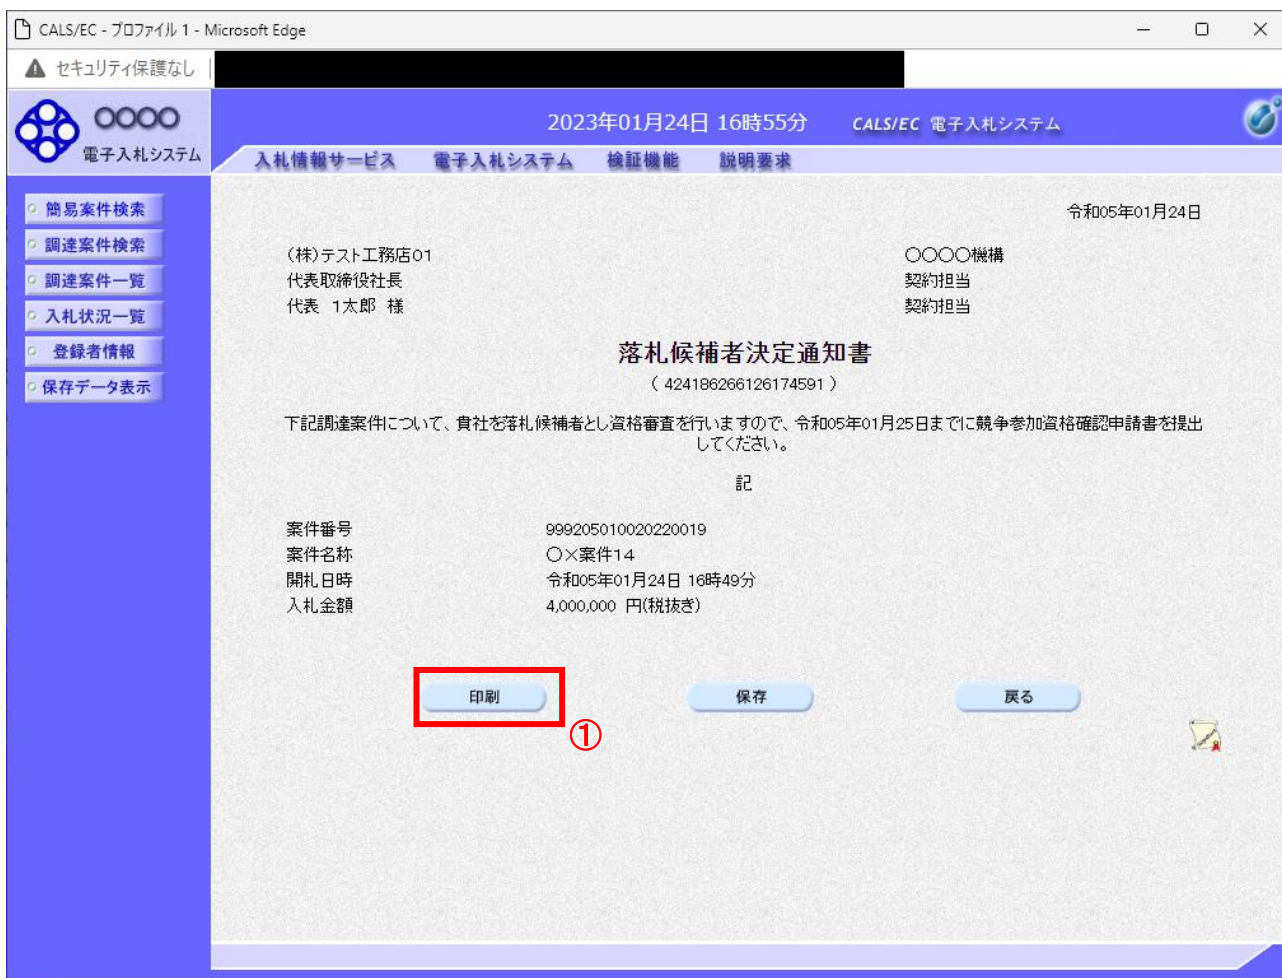 CALS/EC - プロファイル 1 - Microsoft Edge
セキュリティ保護なし
〇〇〇〇
電子入札システム
2023年01月24日 16時55分
CALS/EC 電子入札システム
入札情報サービス 電子入札システム 検証機能 説明要求
簡易案件検索
調達案件検索
調達案件一覧
入札状況一覧
登録者情報
保存データ表示
令和05年01月24日
(株)テスト工務店01
代表取締役社長
代表 1太郎 様
〇〇〇〇機構
契約担当
契約担当
落札候補者決定通知書
( 424186266126174591 )
下記調達案件について、貴社を落札候補者とし資格審査を行いますので、令和05年01月25日までに競争参加資格確認申請書を提出
してください。
記
案件番号 999205010020220019
案件名称 〇×案件14
開札日時 令和05年01月24日 16時49分
入札金額 4,000,000 円(税抜き)
印刷 保存 戻る
①